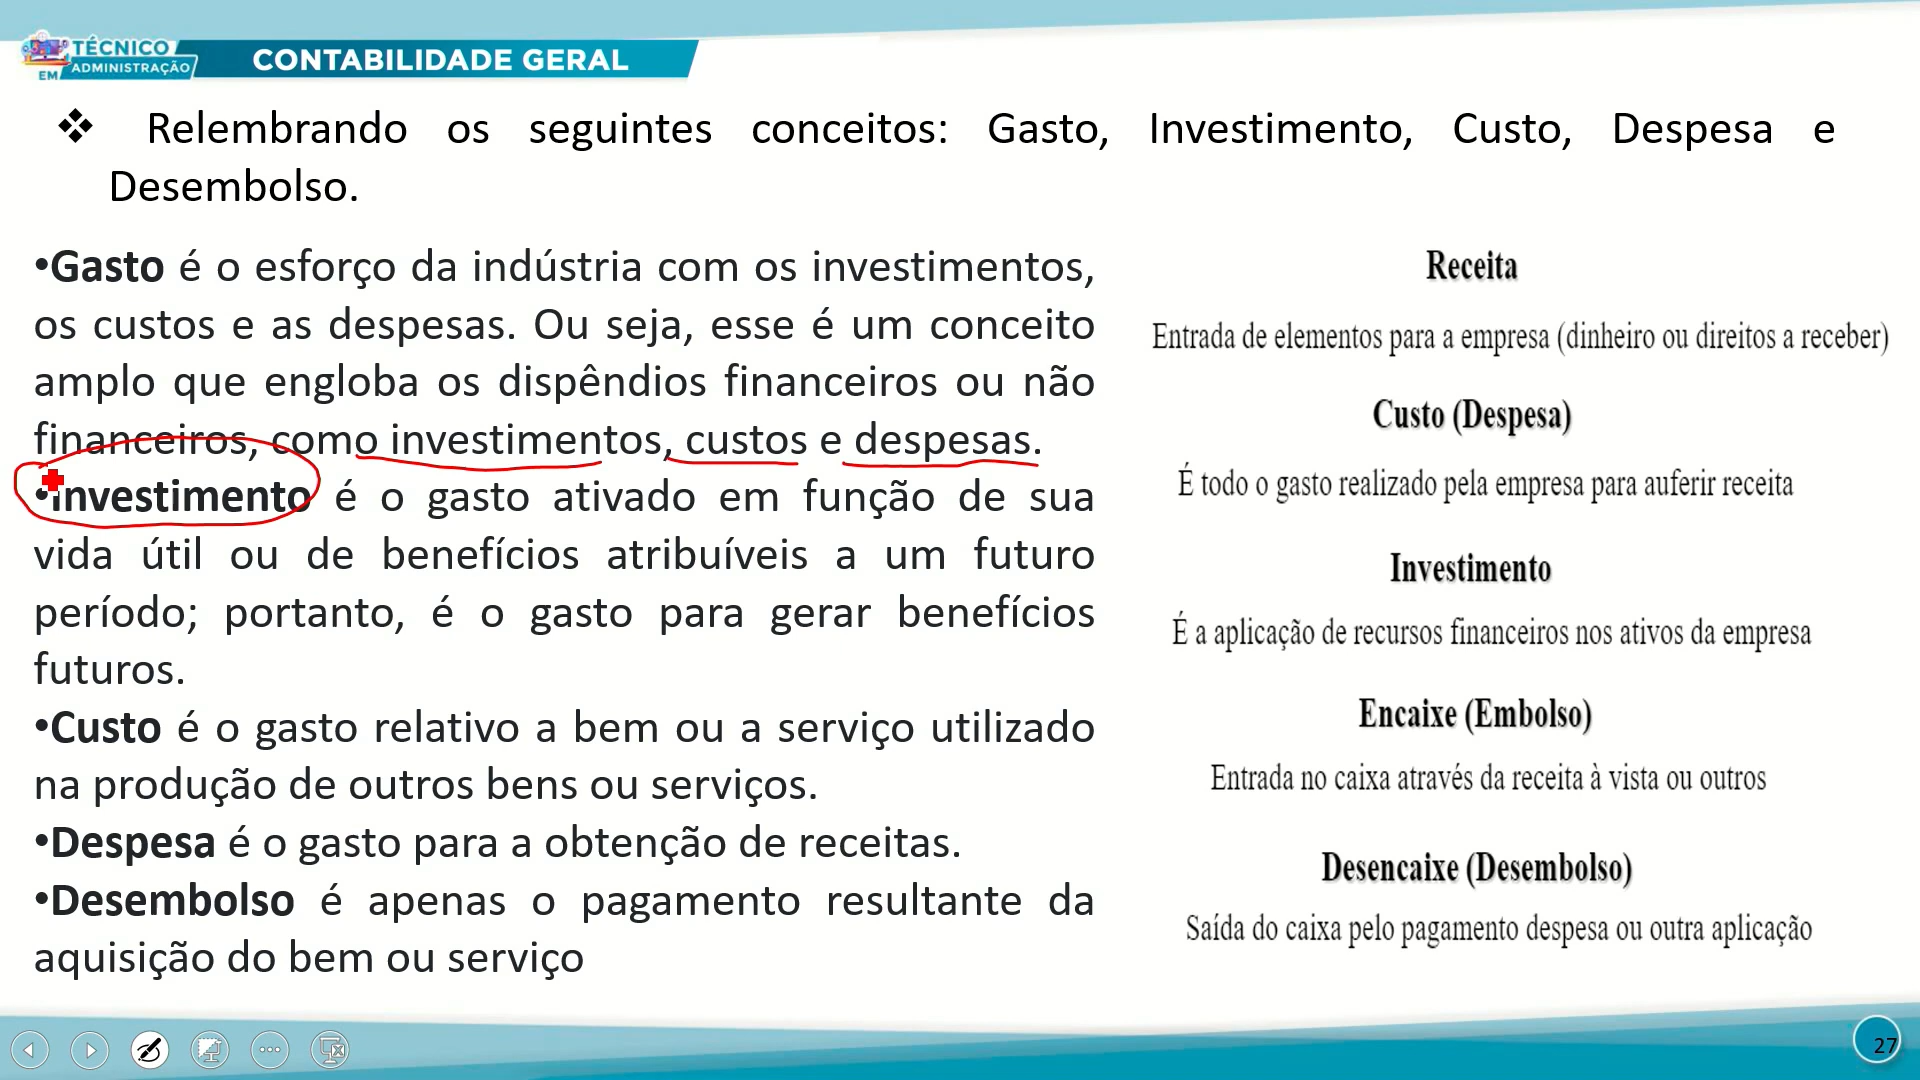 TÉCNICO
EM ADMINISTRAÇÃO
CONTABILIDADE GERAL
❖ Relembrando os seguintes conceitos: Gasto, Investimento, Custo, Despesa e
Desembolso.
•Gasto é o esforço da indústria com os investimentos,
os custos e as despesas. Ou seja, esse é um conceito
amplo que engloba os dispêndios financeiros ou não
financeiros, como investimentos, custos e despesas.
•Investimento é o gasto ativado em função de sua
vida útil ou de benefícios atribuíveis a um futuro
período; portanto, é o gasto para gerar benefícios
futuros.
•Custo é o gasto relativo a bem ou a serviço utilizado
na produção de outros bens ou serviços.
•Despesa é o gasto para a obtenção de receitas.
•Desembolso é apenas o pagamento resultante da
aquisição do bem ou serviço
Receita
Entrada de elementos para a empresa (dinheiro ou direitos a receber)
Custo (Despesa)
É todo o gasto realizado pela empresa para auferir receita
Investimento
É a aplicação de recursos financeiros nos ativos da empresa
Encaixe (Embolso)
Entrada no caixa através da receita à vista ou outros
Desencaixe (Desembolso)
Saída do caixa pelo pagamento despesa ou outra aplicação
27